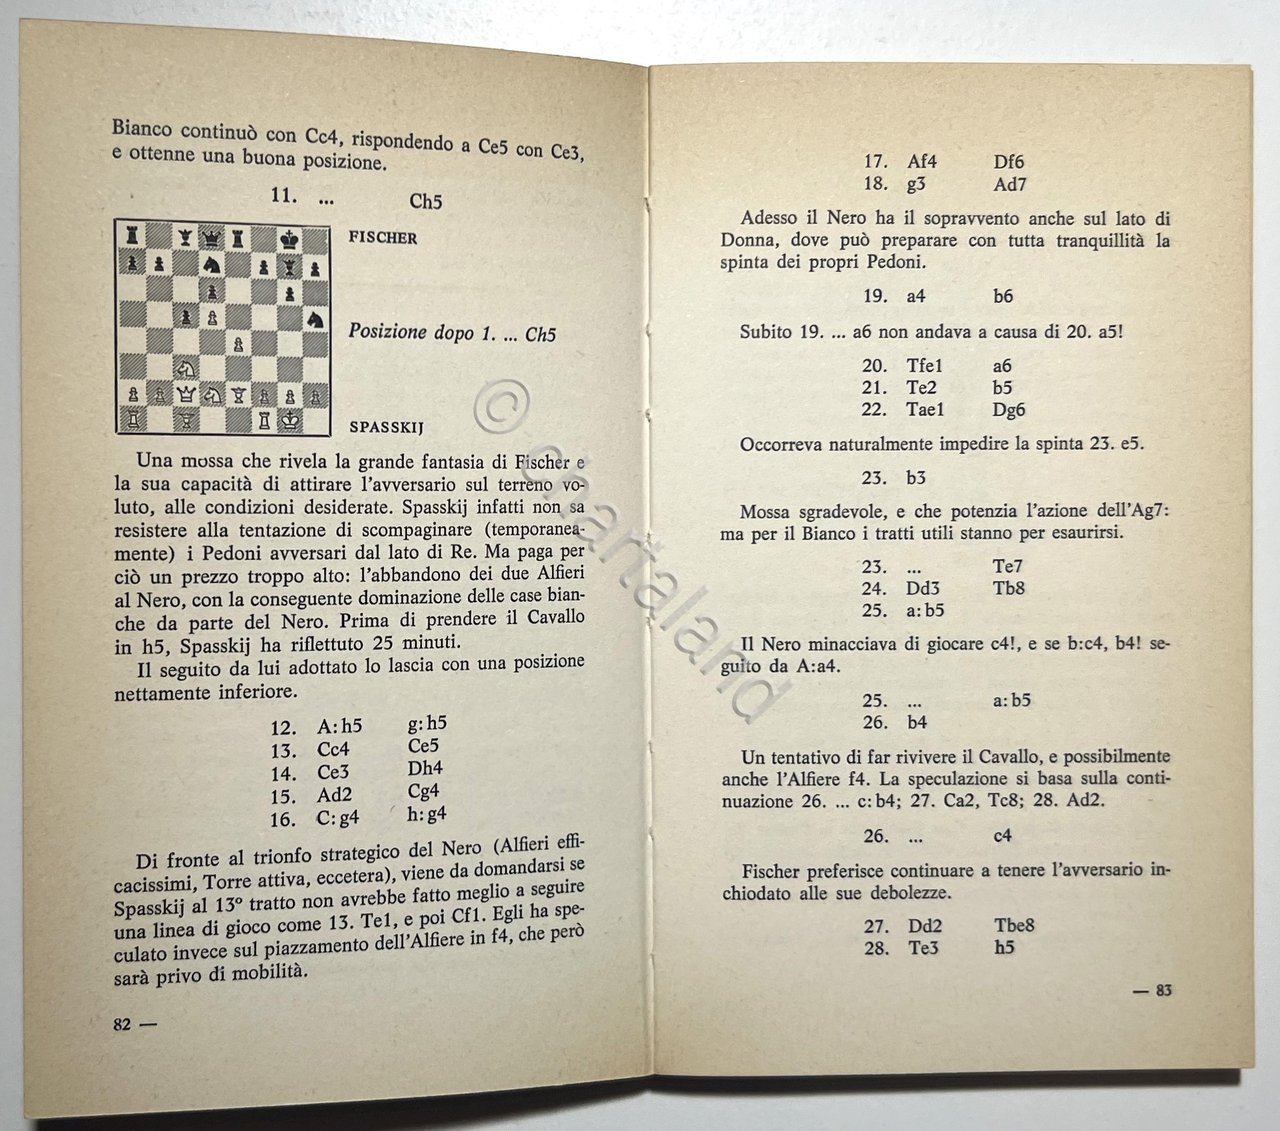 Bianco continuò con Cc4, rispondendo a Ce5 con Ce3,
e ottenne una buona posizione.
11. ... Ch5
FISCHER
Posizione dopo 1. ... Ch5
SPASSKIJ
Una mossa che rivela la grande fantasia di Fischer e
la sua capacità di attirare l'avversario sul terreno vo-
luto, alle condizioni desiderate. Spasskij infatti non sa
resistere alla tentazione di scompaginare (temporanea-
mente) i Pedoni avversari dal lato di Re. Ma paga per
ciò un prezzo troppo alto: l'abbandono dei due Alfieri
al Nero, con la conseguente dominazione delle case bian-
che da parte del Nero. Prima di prendere il Cavallo
in h5, Spasskij ha riflettuto 25 minuti.
Il seguito da lui adottato lo lascia con una posizione
nettamente inferiore.
12. A:h5 g:h5
13. Cc4 Ce5
14. Ce3 Dh4
15. Ad2 Cg4
16. C:g4 h:g4
Di fronte al trionfo strategico del Nero (Alfieri effi-
cacissimi, Torre attiva, eccetera), viene da domandarsi se
Spasskij al 13º tratto non avrebbe fatto meglio a seguire
una linea di gioco come 13. Te1, e poi Cf1. Egli ha spe-
culato invece sul piazzamento dell'Alfiere in f4, che però
sarà privo di mobilità.
82 —
17. Af4 Df6
18. g3 Ad7
Adesso il Nero ha il sopravvento anche sul lato di
Donna, dove può preparare con tutta tranquillità la
spinta dei propri Pedoni.
19. a4 b6
Subito 19. ... a6 non andava a causa di 20. a5!
20. Tfe1 a6
21. Te2 b5
22. Tae1 Dg6
Occorreva naturalmente impedire la spinta 23. e5.
23. b3
Mossa sgradevole, e che potenzia l'azione dell'Ag7:
ma per il Bianco i tratti utili stanno per esaurirsi.
23. ... Te7
24. Dd3 Tb8
25. a:b5
Il Nero minacciava di giocare c4!, e se b:c4, b4! se-
guito da A:a4.
25. ... a:b5
26. b4
Un tentativo di far rivivere il Cavallo, e possibilmente
anche l'Alfiere f4. La speculazione si basa sulla conti-
nuazione 26. ... c:b4; 27. Ca2, Tc8; 28. Ad2.
26. ... c4
Fischer preferisce continuare a tenere l'avversario in-
chiodato alle sue debolezze.
27. Dd2 Tbe8
28. Te3 h5
— 83
© chartaland